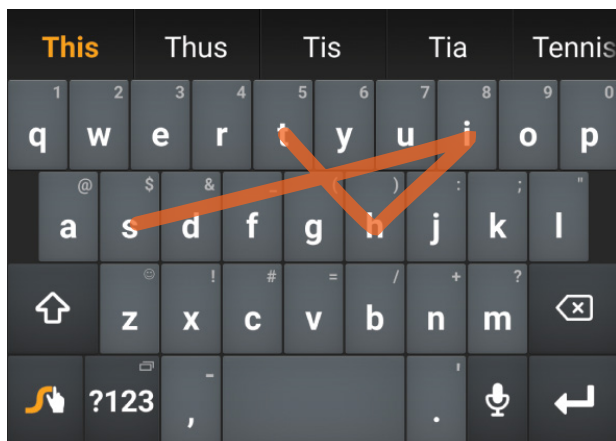 This Thus Tis Tia Tennis
1 2 3 4 5 6 7 8 9 0
q w e r t y u i o p
@ $ & _ ( ) : ; "
a s d f g h j k l
! # = / + ?
z x c v b n m
?123 , _ . '